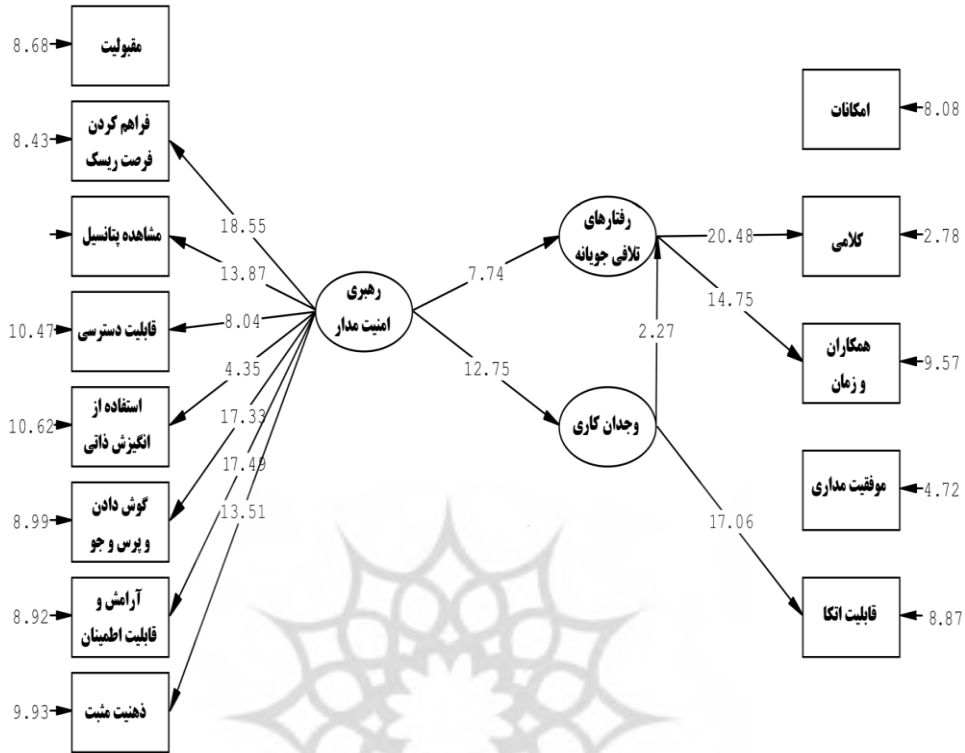 8.68
مقبولیت
8.43
فراهم کردن
فرصت ریسک
مشاهده پتانسیل
10.47
قابلیت دسترسی
10.62
استفاده از
انگیزش ذاتی
8.99
گوش دادن
و پرس و جو
8.92
آرامش و
قابلیت اطمینان
9.93
ذهنیت مثبت
18.55
13.87
8.04
4.35
17.33
17.49
13.51
رهبری
امنیت مدار
7.74
12.75
رفتارهای
تلافی جویانه
2.27
وجدان کاری
20.48
14.75
17.06
امکانات
8.08
کلامی
2.78
همکاران
و زمان
9.57
موفقیت مداری
4.72
قابلیت اتکا
8.87